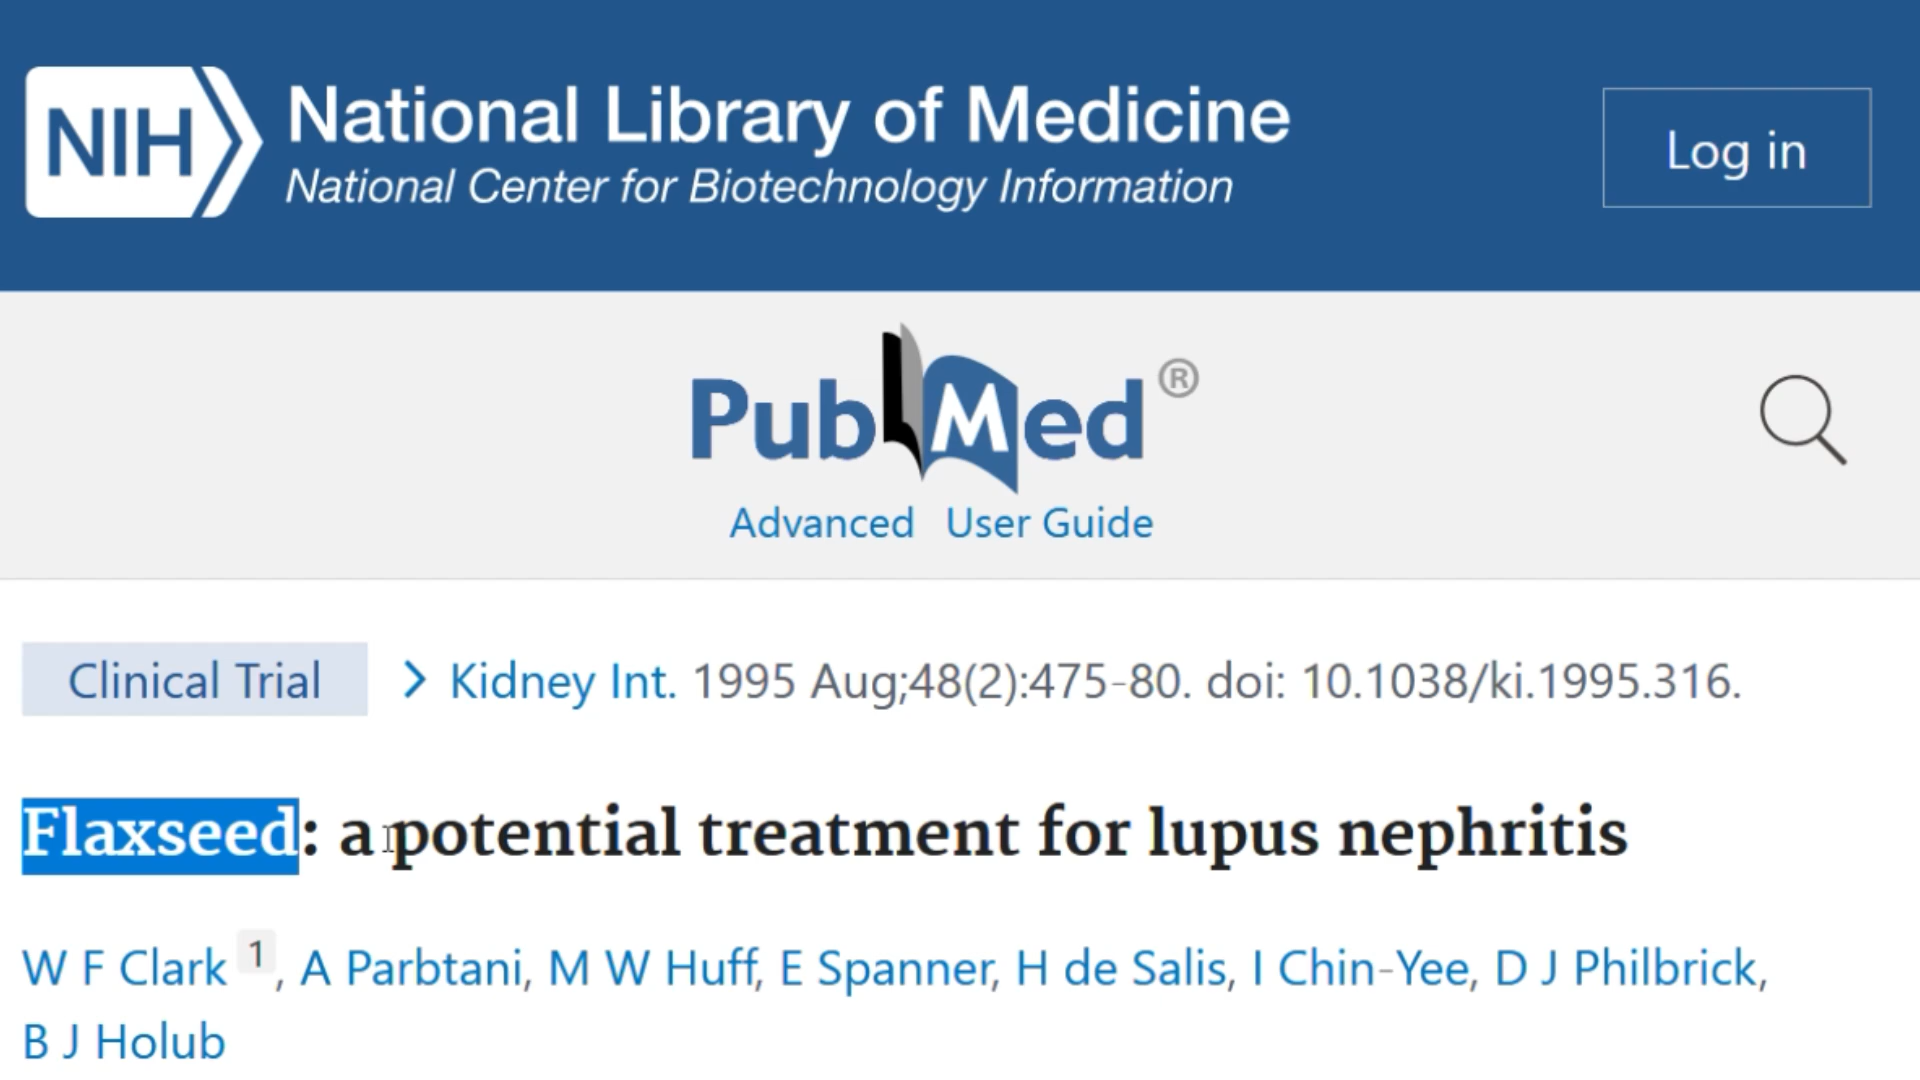 NIH National Library of Medicine
National Center for Biotechnology Information
Log in
PubMed®
Advanced User Guide
Clinical Trial > Kidney Int. 1995 Aug;48(2):475-80. doi: 10.1038/ki.1995.316.
Flaxseed: a potential treatment for lupus nephritis
W F Clark 1, A Parbtani, M W Huff, E Spanner, H de Salis, I Chin-Yee, D J Philbrick,
B J Holub